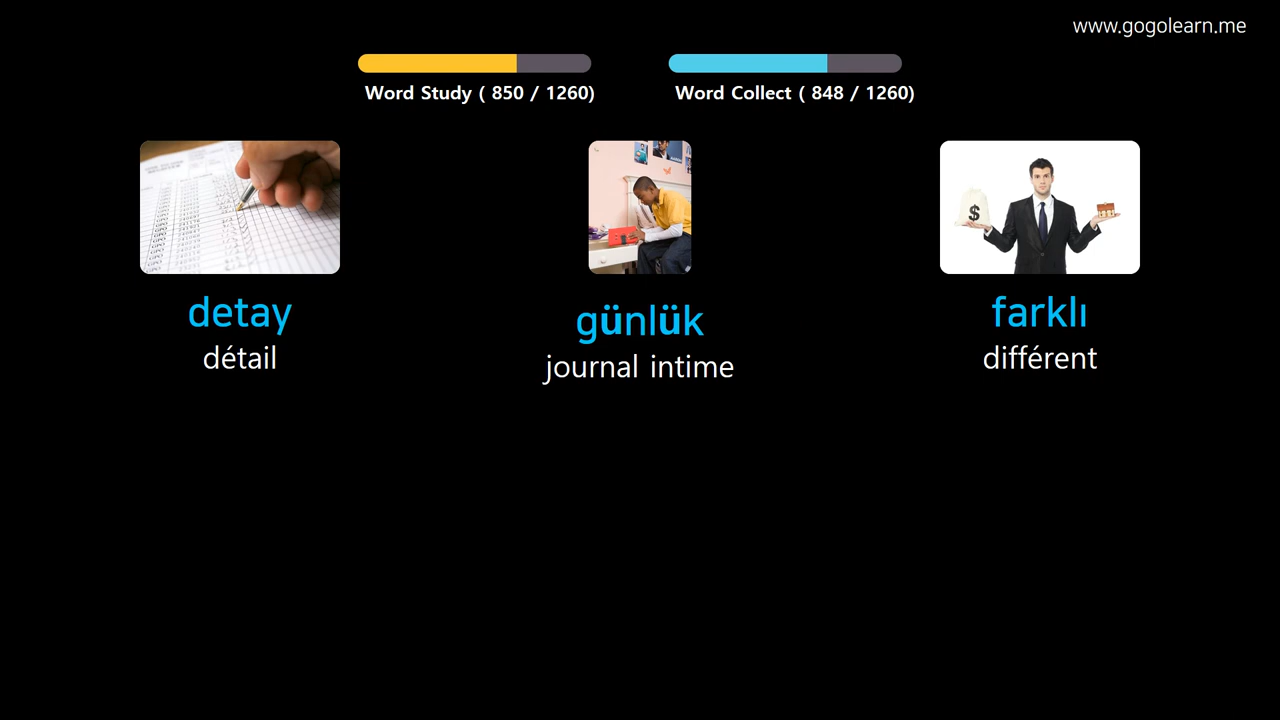 www.gogolearn.me
Word Study ( 850 / 1260)
Word Collect ( 848 / 1260)
detay
détail
günlük
journal intime
farklı
différent
$